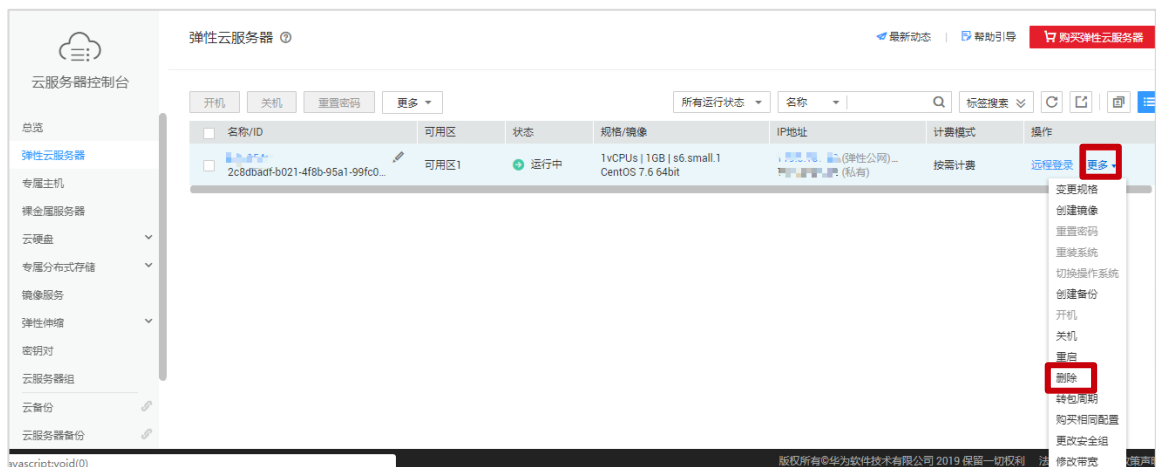 弹性云服务器
最新动态 | 帮助引导 购买弹性云服务器
云服务器控制台
开机 关机 重置密码 更多 所有运行状态 名称 标签搜索
总览
弹性云服务器
专属主机
裸金属服务器
云硬盘
专属分布式存储
镜像服务
弹性伸缩
密钥对
云服务器组
云备份
云服务器备份
名称/ID 可用区 状态 规格/镜像 IP地址 计费模式 操作
2c8dbadf-b021-4f8b-95a1-99fc0... 可用区1 运行中 1vCPUs | 1GB | s6.small.1 (弹性公网)... 按需计费 远程登录 更多
CentOS 7.6 64bit (私有)
变更规格
创建镜像
重置密码
重装系统
切换操作系统
创建备份
开机
关机
重启
删除
转包周期
购买相同配置
更改安全组
修改带宽
avascript:void(0) 版权所有©华为软件技术有限公司 2019 保留一切权利